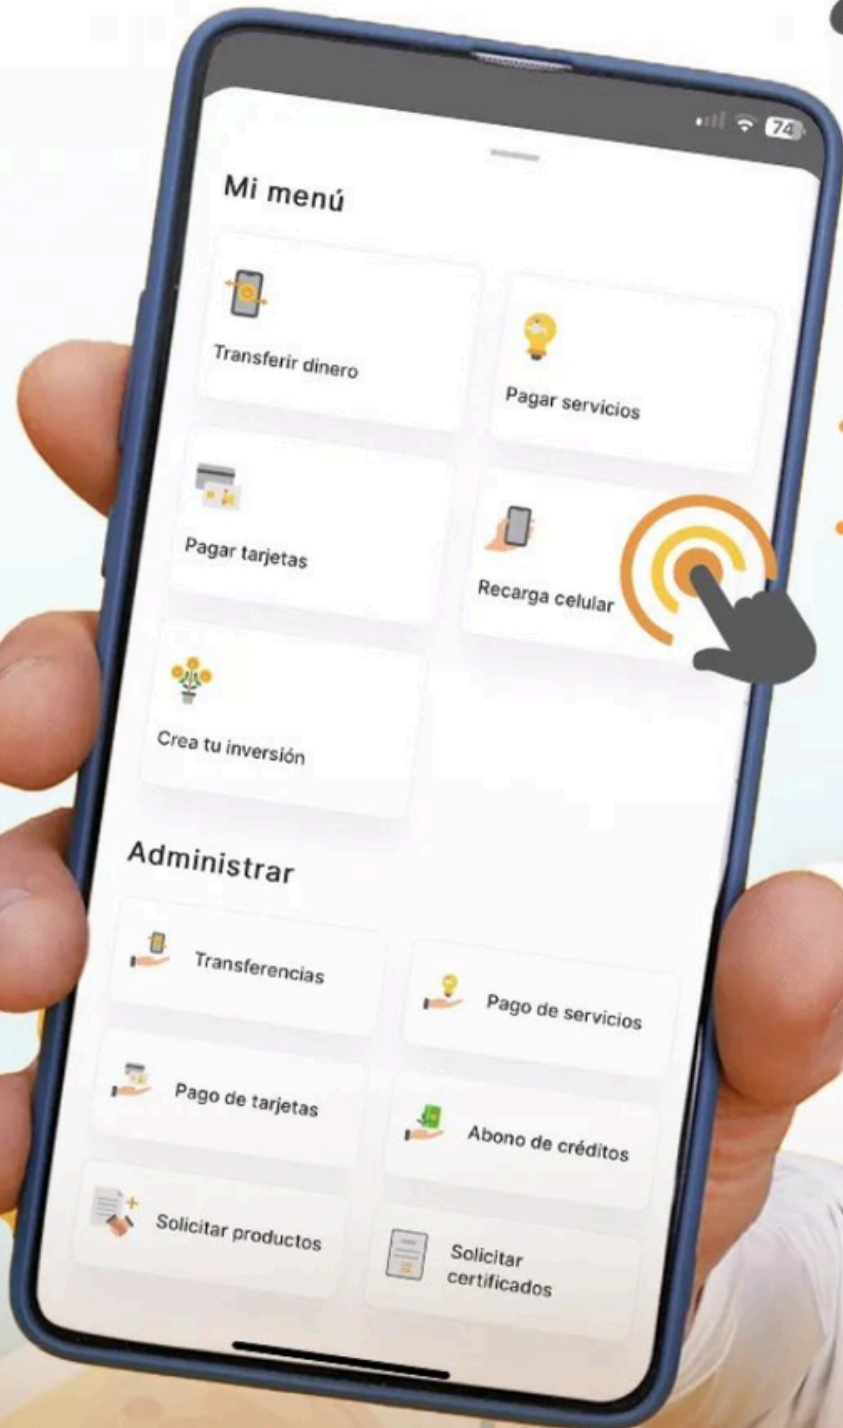 74
Mi menú
Transferir dinero
Pagar servicios
Pagar tarjetas
Recarga celular
Crea tu inversión
Administrar
Transferencias
Pago de servicios
Pago de tarjetas
Abono de créditos
Solicitar productos
Solicitar
certificados